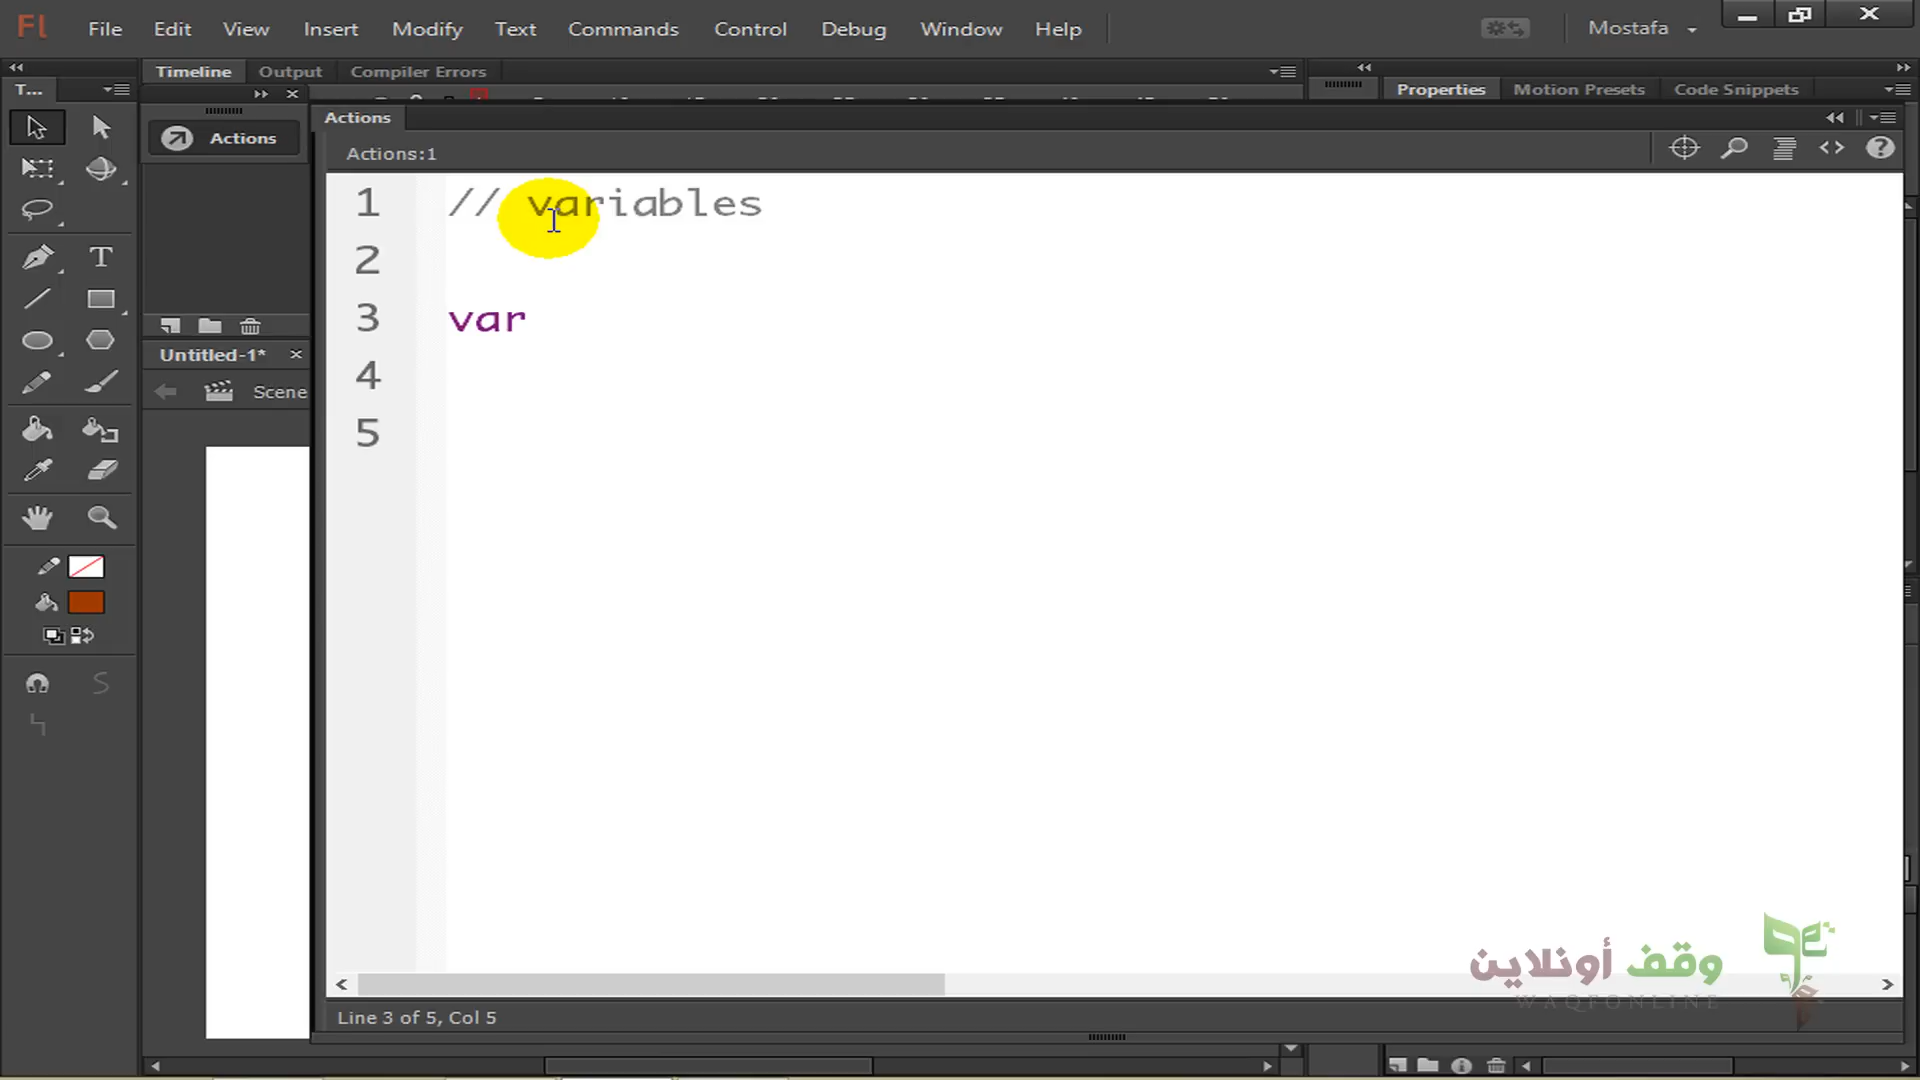 Fl File Edit View Insert Modify Text Commands Control Debug Window Help Mostafa
Timeline Output Compiler Errors
T... Properties Motion Presets Code Snippets
Actions
Actions
Actions:1
1 // variables
2
3 var
4
5
Untitled-1*
Scene
وقف أونلاين
WAQFONLINE
Line 3 of 5, Col 5